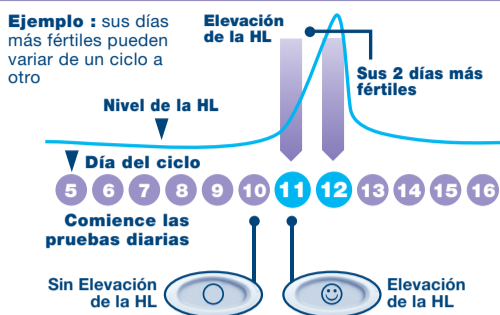 Ejemplo : sus días
más fértiles pueden
variar de un ciclo a
otro
Elevación
de la HL
Sus 2 días más
fértiles
Nivel de la HL
Día del ciclo
5 6 7 8 9 10 11 12 13 14 15 16
Comience las
pruebas diarias
Sin Elevación
de la HL
Elevación
de la HL